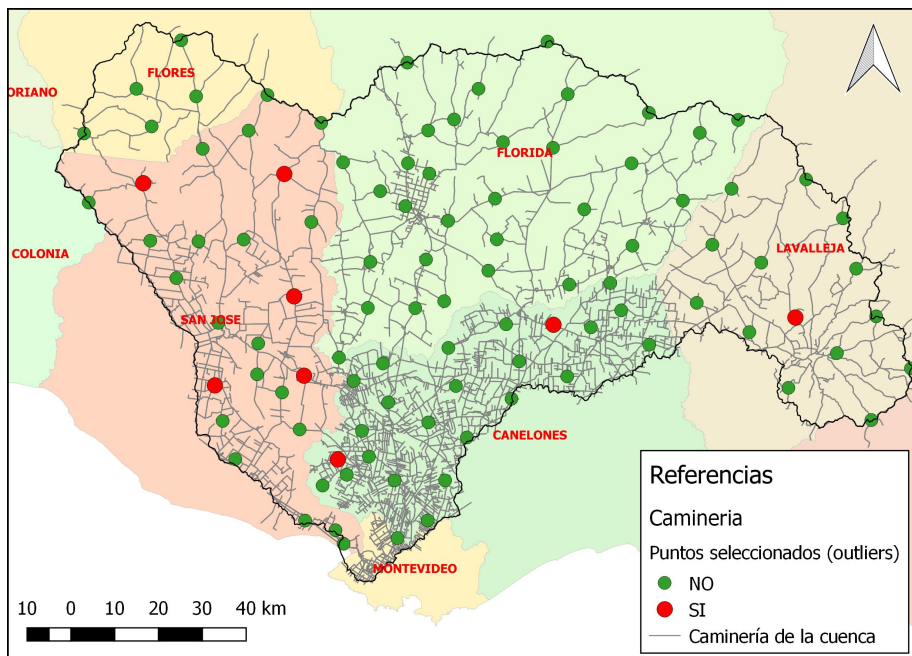 FLORES
ORIANO
FLORIDA
COLONIA
LAVALLEJA
SAN JOSE
CANELONES
MONTEVIDEO
Referencias
Camineria
Puntos seleccionados (outliers)
NO
SI
Caminería de la cuenca
10 0 10 20 30 40 km